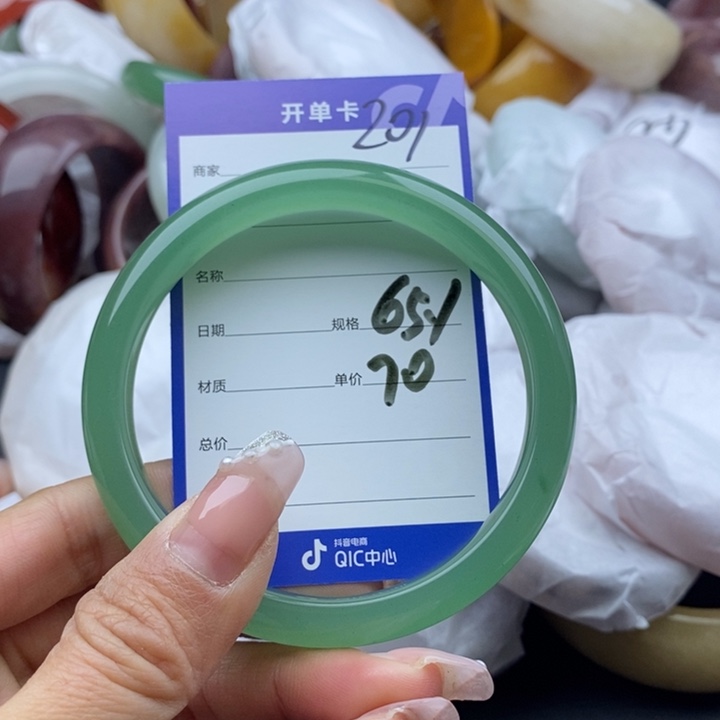 开单卡 201
商家
名称
日期 规格 65.1
材质 单价 70
总价
抖音电商
QIC中心